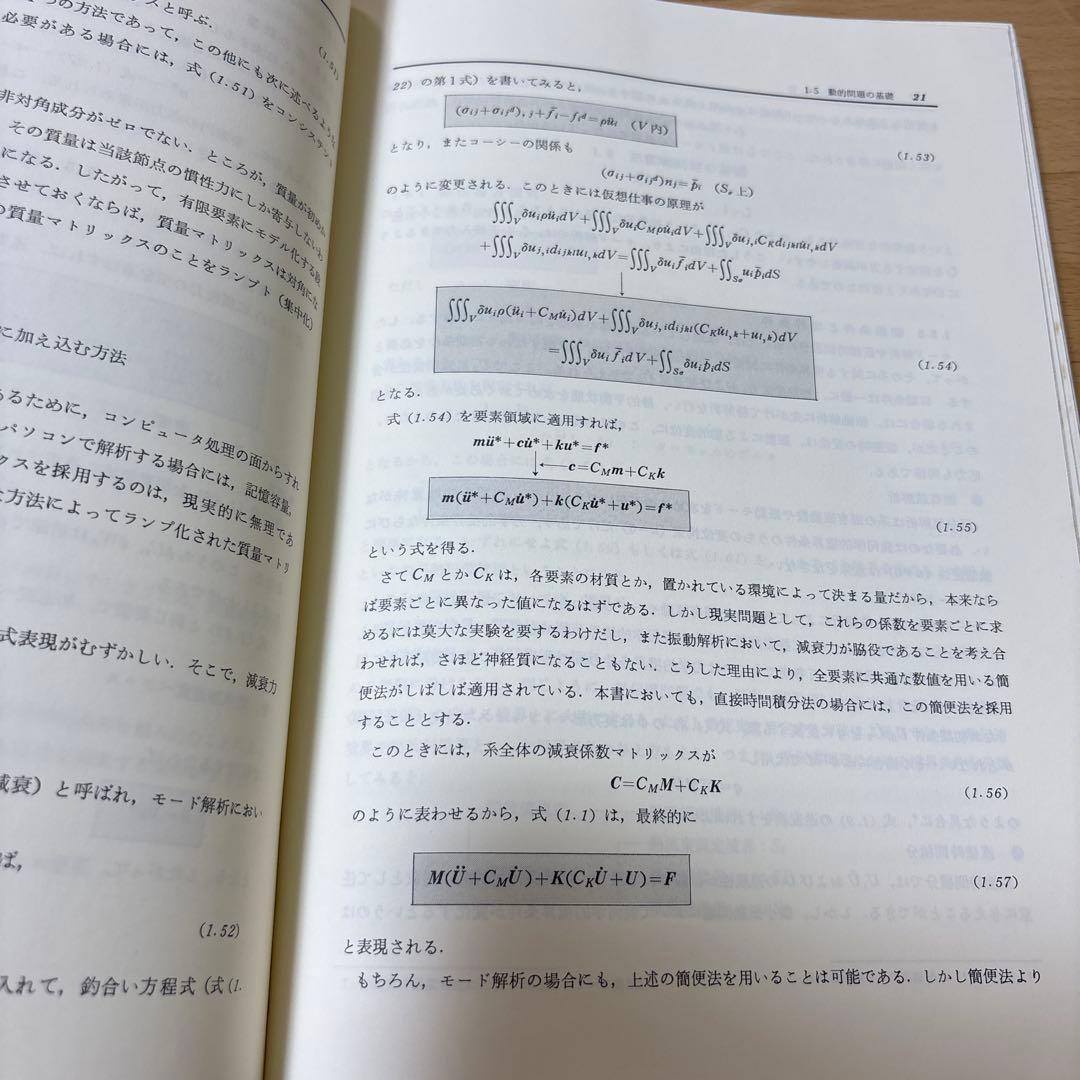 スと呼ぶ.
つの方法であって,この他にも次に述べるような
必要がある場合には,式(1.51)をコンシステン
(1.51)
非対角成分がゼロでない.ところが,質量が初めか
その質量は当該節点の慣性力にしか寄与しないわ
になる.したがって,有限要素にモデル化する段
させておくならば,質量マトリックスは対角にな
の質量マトリックスのことをランプト(集中化)
に加え込む方法
あるために,コンピュータ処理の面からすれ
パソコンで解析する場合には,記憶容量,
クスを採用するのは,現実的に無理であ
な方法によってランプ化された質量マトリ
式表現がむずかしい.そこで,減衰力
減衰)と呼ばれ,モード解析におい
ば,
(1.52)
入れて,釣合い方程式(式(1.
1·5 動的問題の基礎 21
22)の第1式)を書いてみると,
(σij+σijᵈ),j+f̄i−fiᵈ=ρüi (V内)
(1.53)
となり,またコーシーの関係も
(σij+σijᵈ)nj=p̄i (Sσ上)
のように変更される.このときには仮想仕事の原理が
∭VδuiρüidV+∭VδuiCMρu̇idV+∭Vδuj,iCKdijklu̇l,kdV
+∭Vδuj,idijklul,kdV=∭Vδuif̄idV+∬Sσuip̄idS
∭Vδuiρ(üi+CMu̇i)dV+∭Vδuj,idijkl(CKu̇l,k+ul,k)dV
=∭Vδuif̄idV+∬Sσδuip̄idS
(1.54)
となる.
式(1.54)を要素領域に適用すれば,
mü*+cu̇*+ku*=f*
↓←c=CMm+CKk
m(ü*+CMu̇*)+k(CKu̇*+u*)=f*
(1.55)
という式を得る.
さてCMとかCKは,各要素の材質とか,置かれている環境によって決まる量だから,本来なら
ば要素ごとに異なった値になるはずである.しかし現実問題として,これらの係数を要素ごとに求
めるには莫大な実験を要するわけだし,また振動解析において,減衰力が脇役であることを考え合
わせれば,さほど神経質になることもない.こうした理由により,全要素に共通な数値を用いる簡
便法がしばしば適用されている.本書においても,直接時間積分法の場合には,この簡便法を採用
することとする.
このときには,系全体の減衰係数マトリックスが
C=CMM+CKK
(1.56)
のように表わせるから,式(1.1)は,最終的に
M(Ü+CMU̇)+K(CKU̇+U)=F
(1.57)
と表現される.
もちろん,モード解析の場合にも,上述の簡便法を用いることは可能である.しかし簡便法より